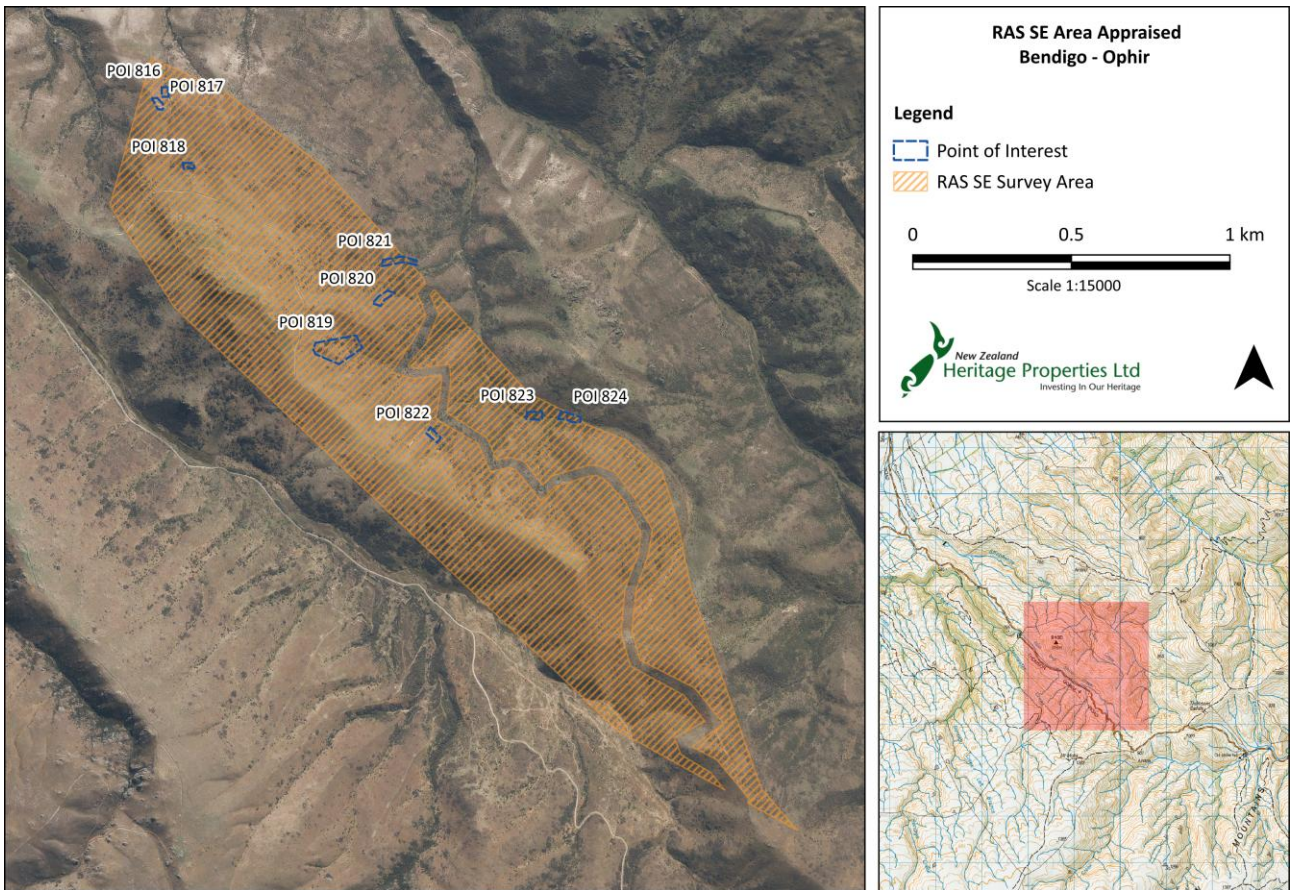 POI 816
POI 817
POI 818
POI 821
POI 820
POI 819
POI 823
POI 824
POI 822
RAS SE Area Appraised
Bendigo - Ophir
Legend
Point of Interest
RAS SE Survey Area
0 0.5 1 km
Scale 1:15000
New Zealand
Heritage Properties Ltd
Investing In Our Heritage
MOUNTAINS